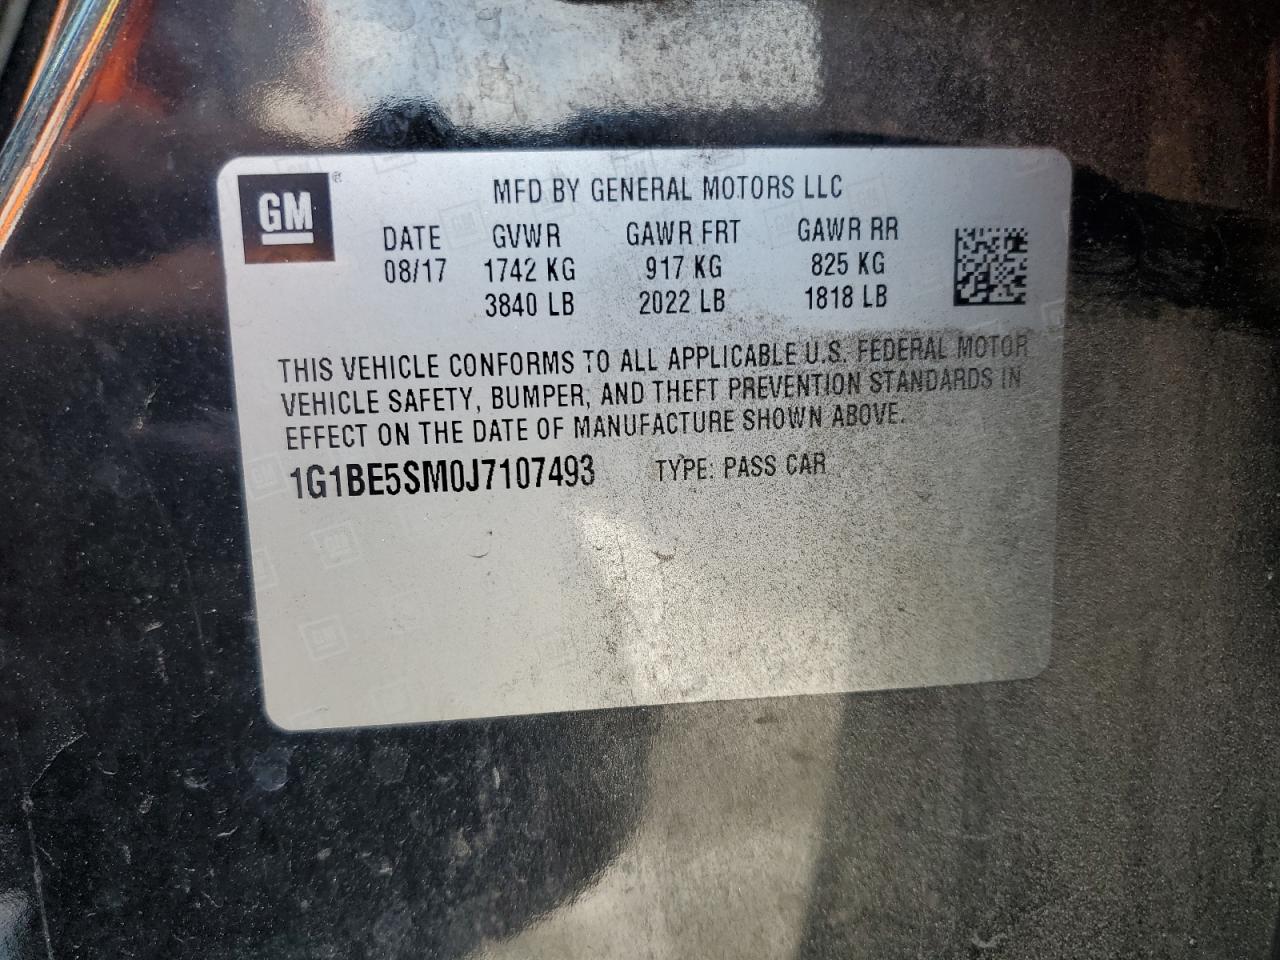 GM ®
MFD BY GENERAL MOTORS LLC
DATE GVWR GAWR FRT GAWR RR
08/17 1742 KG 917 KG 825 KG
3840 LB 2022 LB 1818 LB
THIS VEHICLE CONFORMS TO ALL APPLICABLE U.S. FEDERAL MOTOR
VEHICLE SAFETY, BUMPER, AND THEFT PREVENTION STANDARDS IN
EFFECT ON THE DATE OF MANUFACTURE SHOWN ABOVE.
1G1BE5SM0J7107493 TYPE: PASS CAR